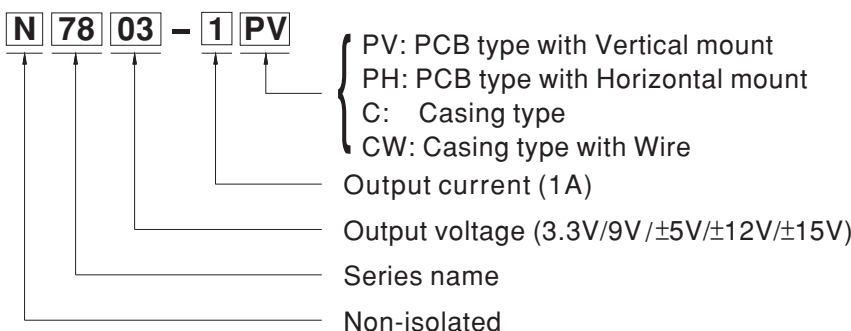 N 78 03 – 1 PV
PV: PCB type with Vertical mount
PH: PCB type with Horizontal mount
C: Casing type
CW: Casing type with Wire
Output current (1A)
Output voltage (3.3V/9V/±5V/±12V/±15V)
Series name
Non-isolated